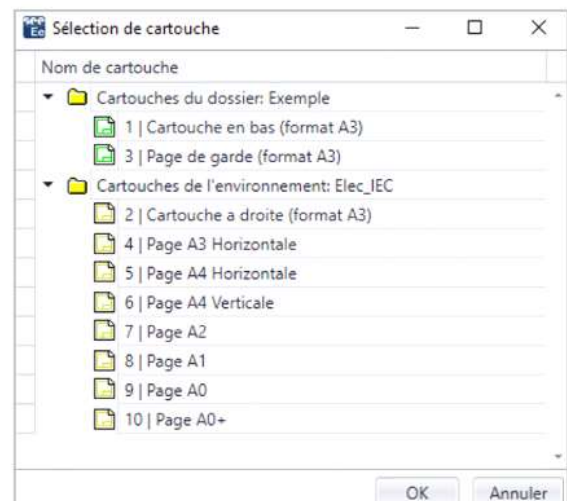 see
Ee
Sélection de cartouche
Nom de cartouche
Cartouches du dossier: Exemple
1 | Cartouche en bas (format A3)
3 | Page de garde (format A3)
Cartouches de l'environnement: Elec_IEC
2 | Cartouche a droite (format A3)
4 | Page A3 Horizontale
5 | Page A4 Horizontale
6 | Page A4 Verticale
7 | Page A2
8 | Page A1
9 | Page A0
10 | Page A0+
OK Annuler